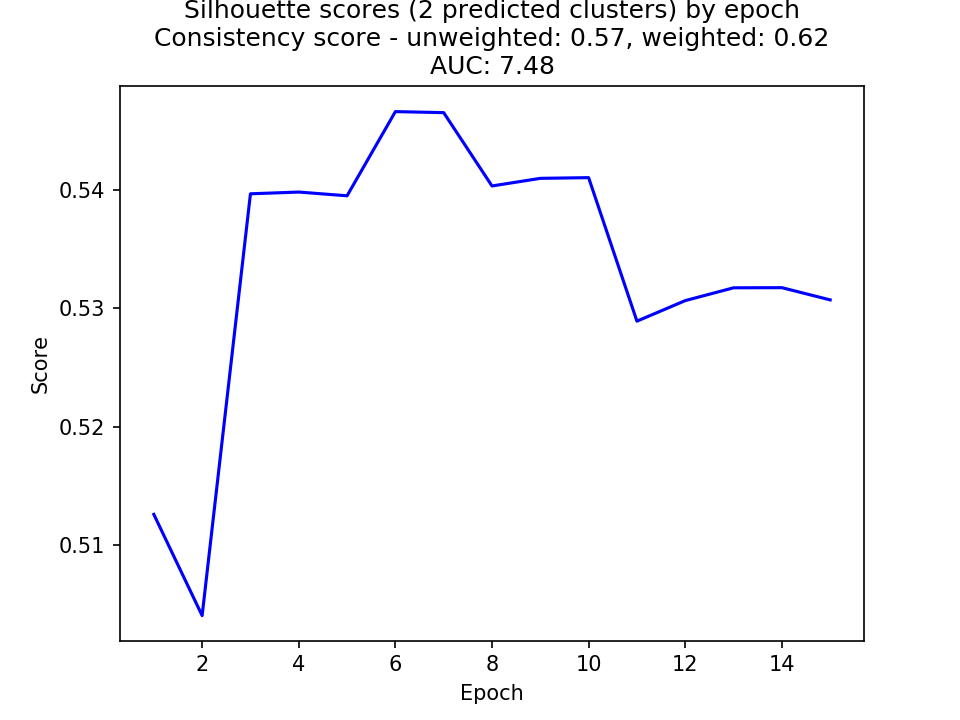 Silhouette scores (2 predicted clusters) by epoch
Consistency score - unweighted: 0.57, weighted: 0.62
AUC: 7.48
0.54
0.53
0.52
0.51
Score
2 4 6 8 10 12 14
Epoch